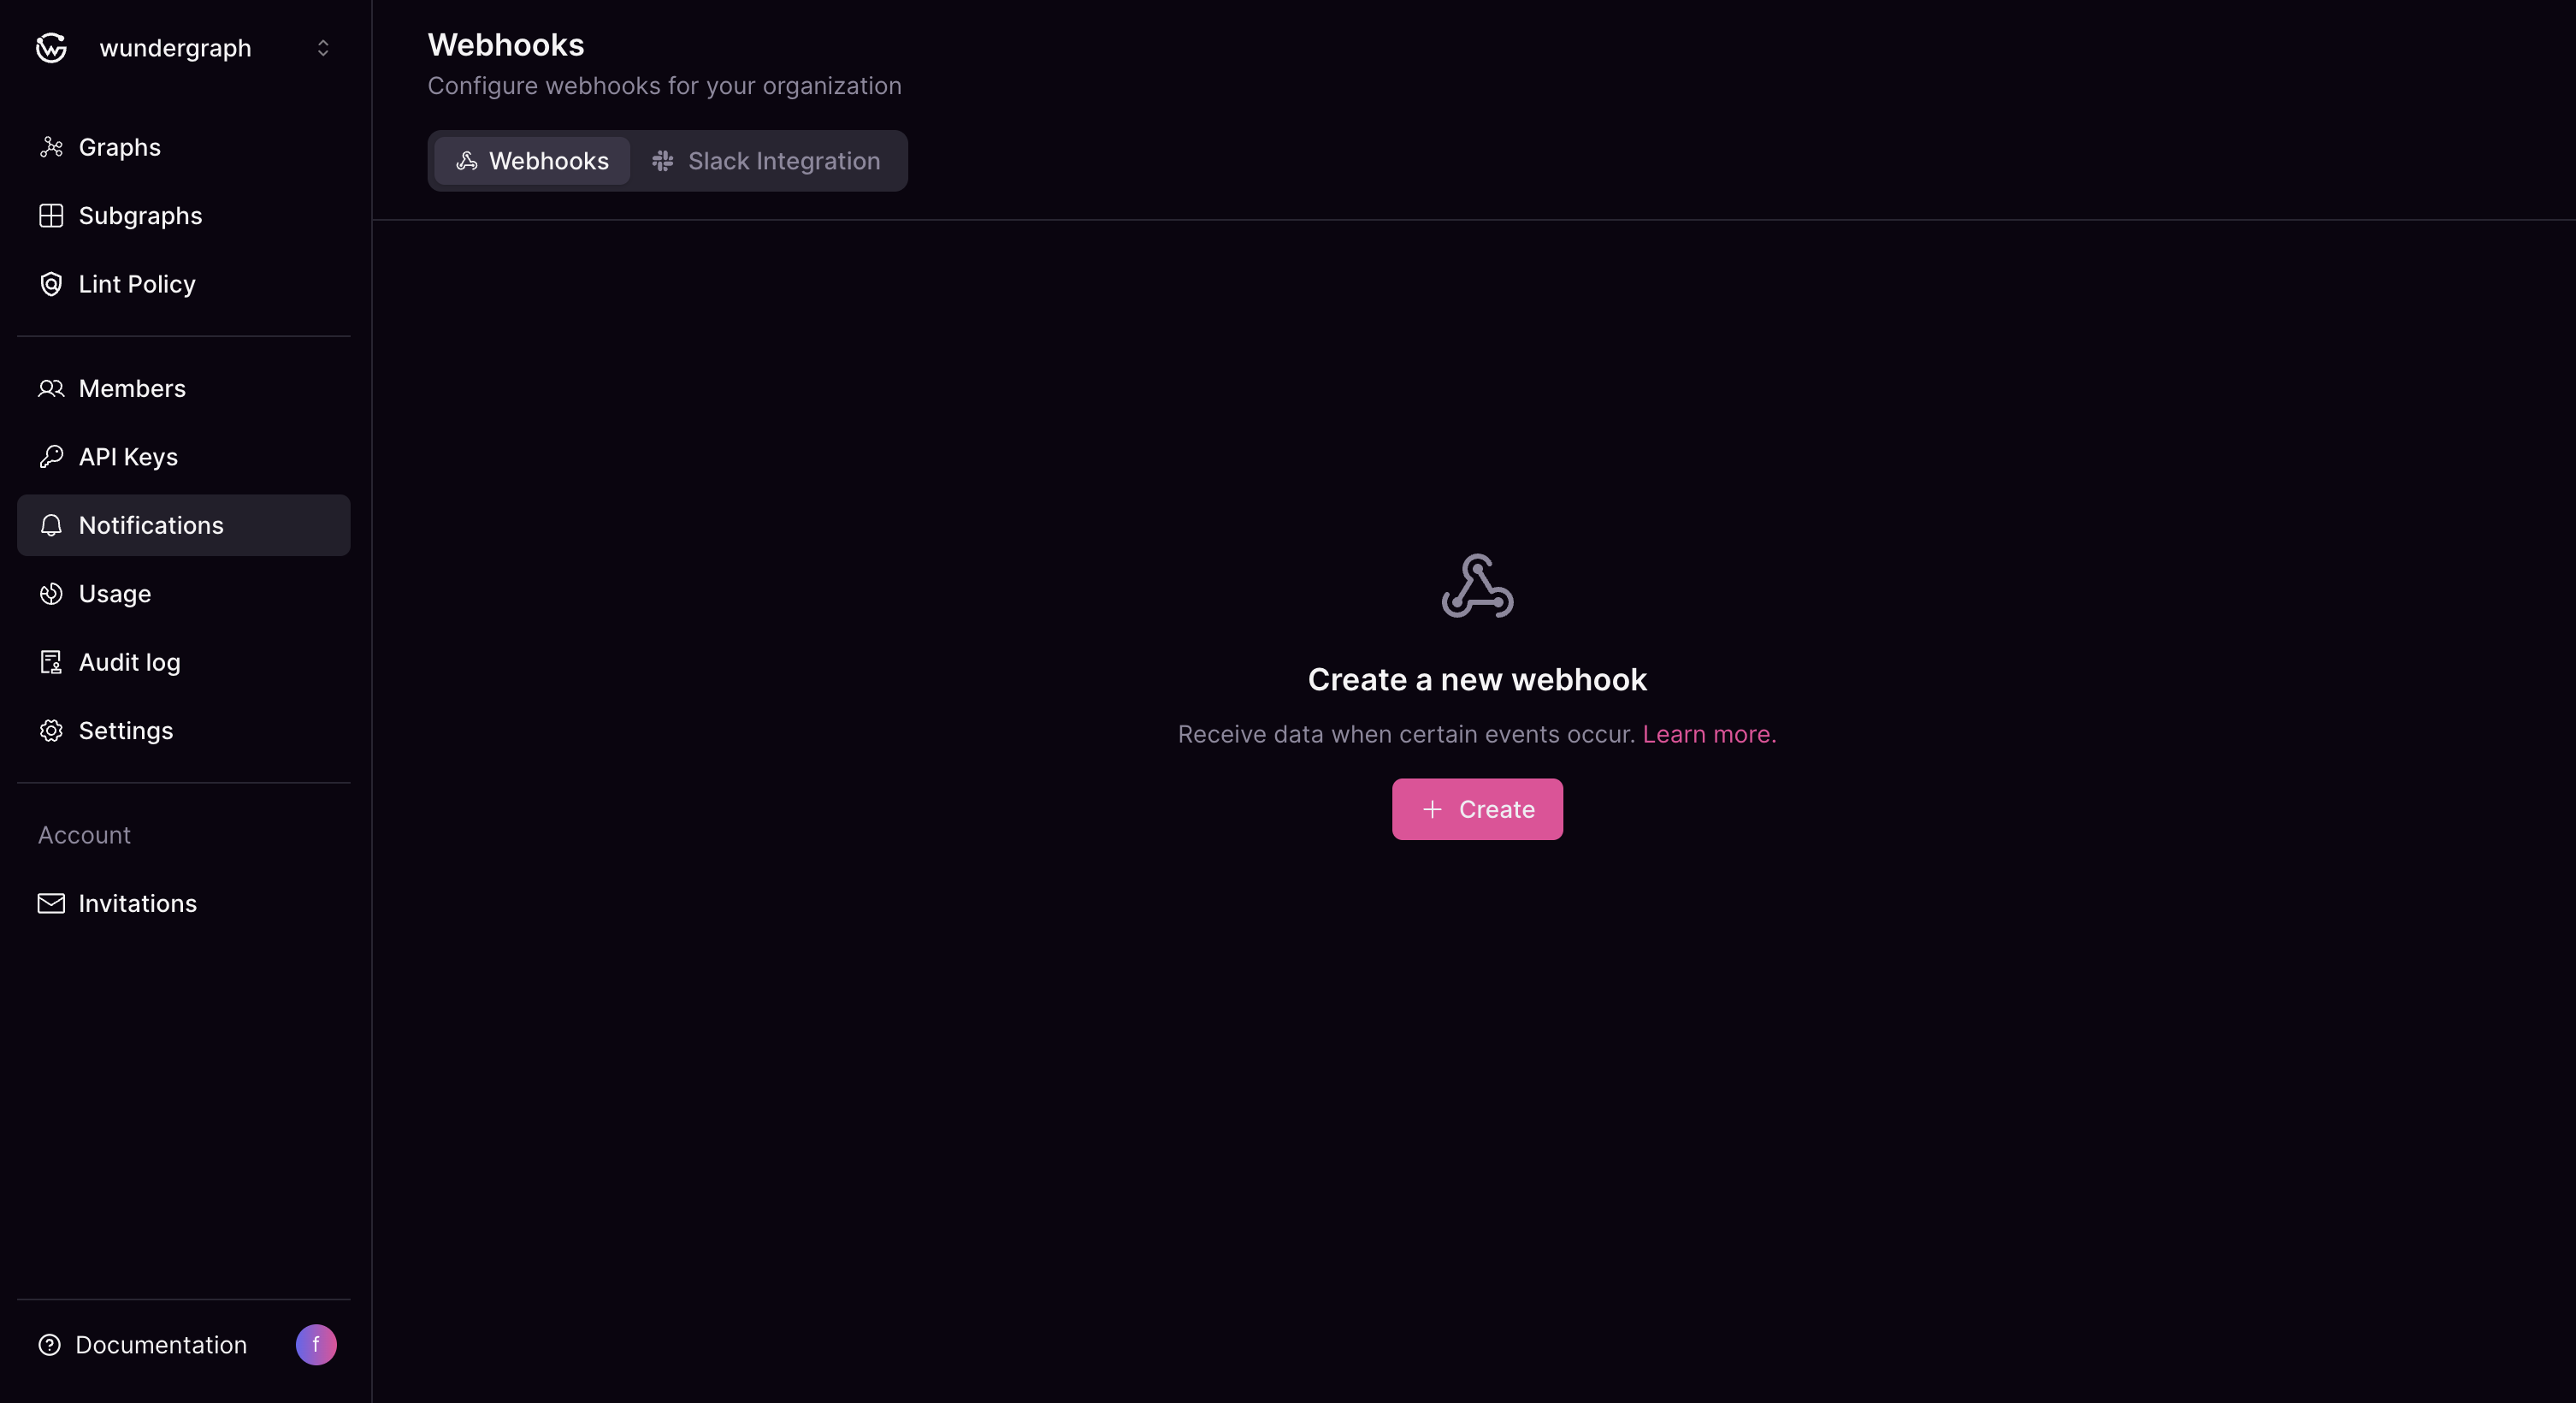 wundergraph
Graphs
Subgraphs
Lint Policy
Members
API Keys
Notifications
Usage
Audit log
Settings
Account
Invitations
Documentation
f
Webhooks
Configure webhooks for your organization
Webhooks
Slack Integration
Create a new webhook
Receive data when certain events occur. Learn more.
Create